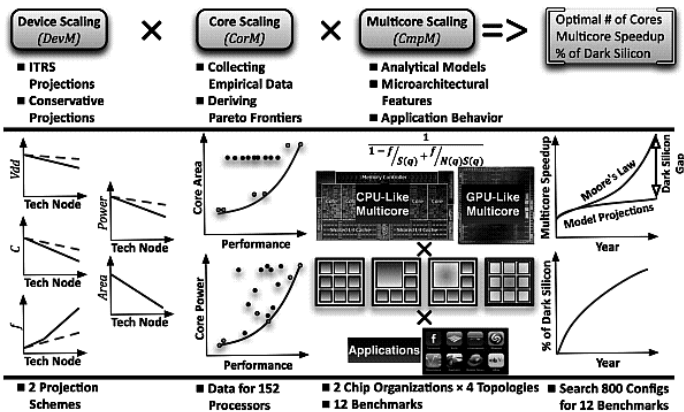 Device Scaling
(DevM)
×
Core Scaling
(CorM)
×
Multicore Scaling
(CmpM)
=>
Optimal # of Cores
Multicore Speedup
% of Dark Silicon
■ ITRS
Projections
■ Conservative
Projections
■ Collecting
Empirical Data
■ Deriving
Pareto Frontiers
■ Analytical Models
■ Microarchitectural
Features
■ Application Behavior
Vdd
Tech Node
C
Tech Node
f
Tech Node
Power
Tech Node
Area
Tech Node
Core Area
Performance
Core Power
Performance
1
1-f/S(q) + f/N(q)S(q)
Memory Controller
CPU-Like
Multicore
GPU-Like
Multicore
×
×
Applications
Multicore Speedup
Moore's Law
Model Projections
Dark Silicon
Gap
Year
% of Dark Silicon
Year
■ 2 Projection
Schemes
■ Data for 152
Processors
■ 2 Chip Organizations × 4 Topologies
■ 12 Benchmarks
■ Search 800 Configs
for 12 Benchmarks